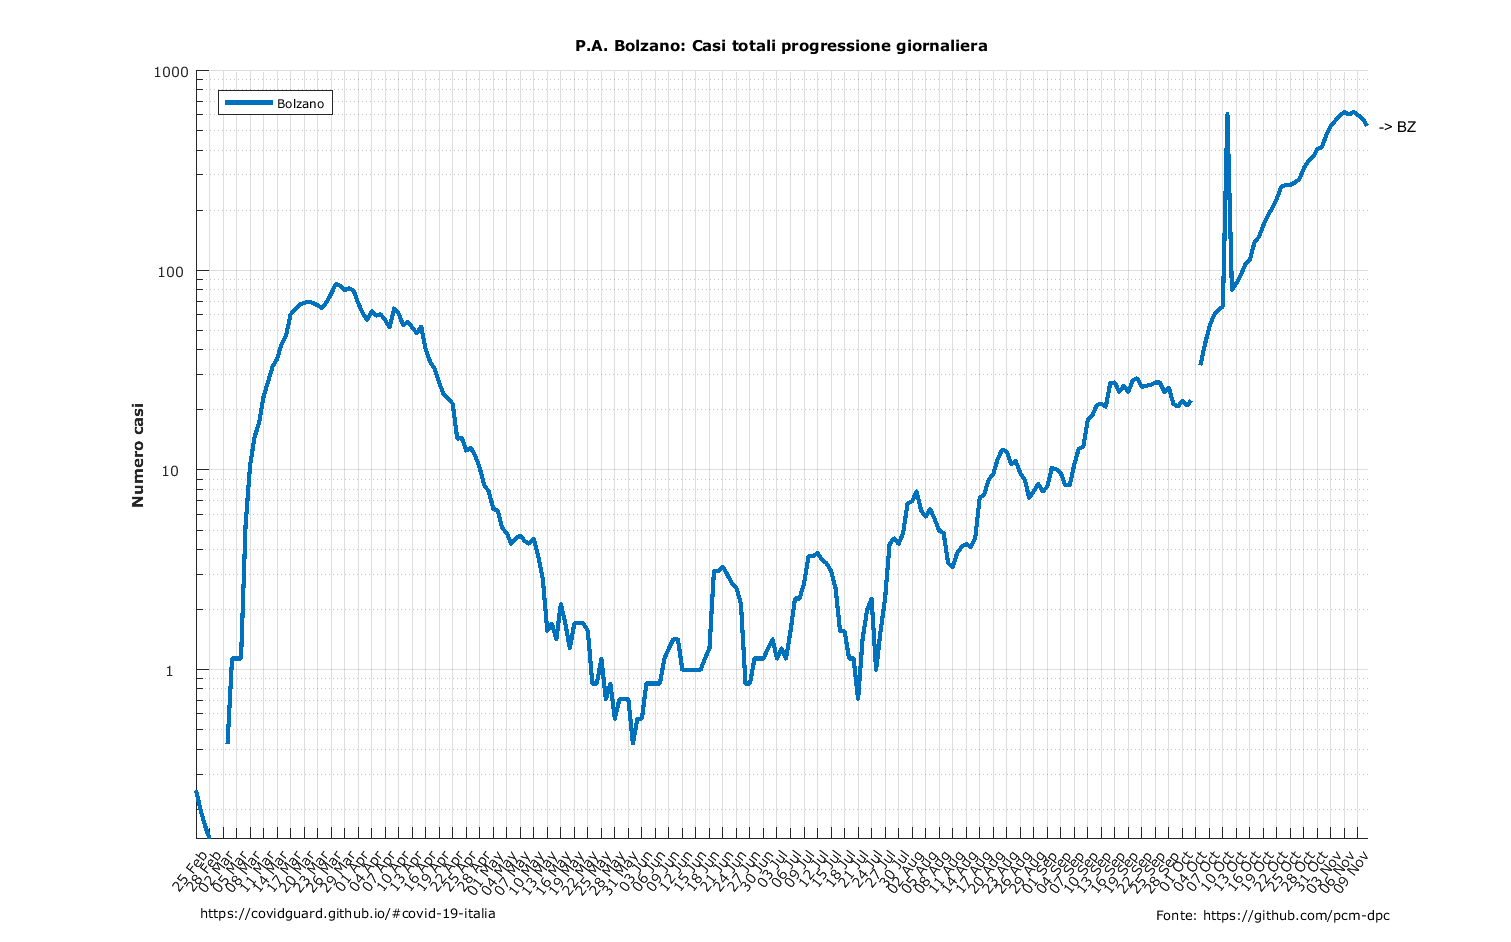 P.A. Bolzano: Casi totali progressione giornaliera
1000
Bolzano
-> BZ
100
Numero casi
10
1
25 Feb
28 Feb
02 Mar
05 Mar
08 Mar
11 Mar
14 Mar
17 Mar
20 Mar
23 Mar
26 Mar
29 Mar
01 Apr
04 Apr
07 Apr
10 Apr
13 Apr
16 Apr
19 Apr
22 Apr
25 Apr
28 Apr
01 May
04 May
07 May
10 May
13 May
16 May
19 May
22 May
25 May
28 May
31 May
03 Jun
06 Jun
09 Jun
12 Jun
15 Jun
18 Jun
21 Jun
24 Jun
27 Jun
30 Jun
03 Jul
06 Jul
09 Jul
12 Jul
15 Jul
18 Jul
21 Jul
24 Jul
27 Jul
30 Jul
02 Aug
05 Aug
08 Aug
11 Aug
14 Aug
17 Aug
20 Aug
23 Aug
26 Aug
29 Aug
01 Sep
04 Sep
07 Sep
10 Sep
13 Sep
16 Sep
19 Sep
22 Sep
25 Sep
28 Sep
01 Oct
04 Oct
07 Oct
10 Oct
13 Oct
16 Oct
19 Oct
22 Oct
25 Oct
28 Oct
31 Oct
03 Nov
06 Nov
09 Nov
https://covidguard.github.io/#covid-19-italia
Fonte: https://github.com/pcm-dpc